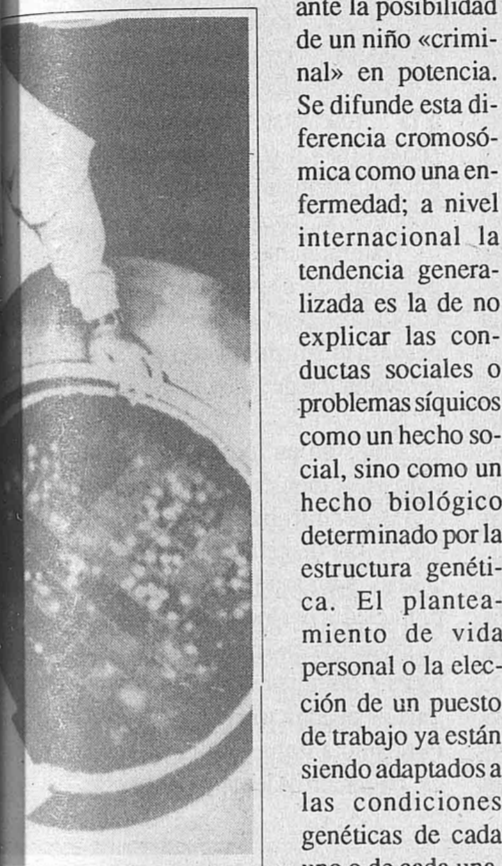 ante la posibilidad
de un niño «crimi-
nal» en potencia.
Se difunde esta di-
ferencia cromosó-
mica como una en-
fermedad; a nivel
internacional la
tendencia genera-
lizada es la de no
explicar las con-
ductas sociales o
problemas síquicos
como un hecho so-
cial, sino como un
hecho biológico
determinado por la
estructura genéti-
ca. El plantea-
miento de vida
personal o la elec-
ción de un puesto
de trabajo ya están
siendo adaptados a
las condiciones
genéticas de cada
uno o de cada una